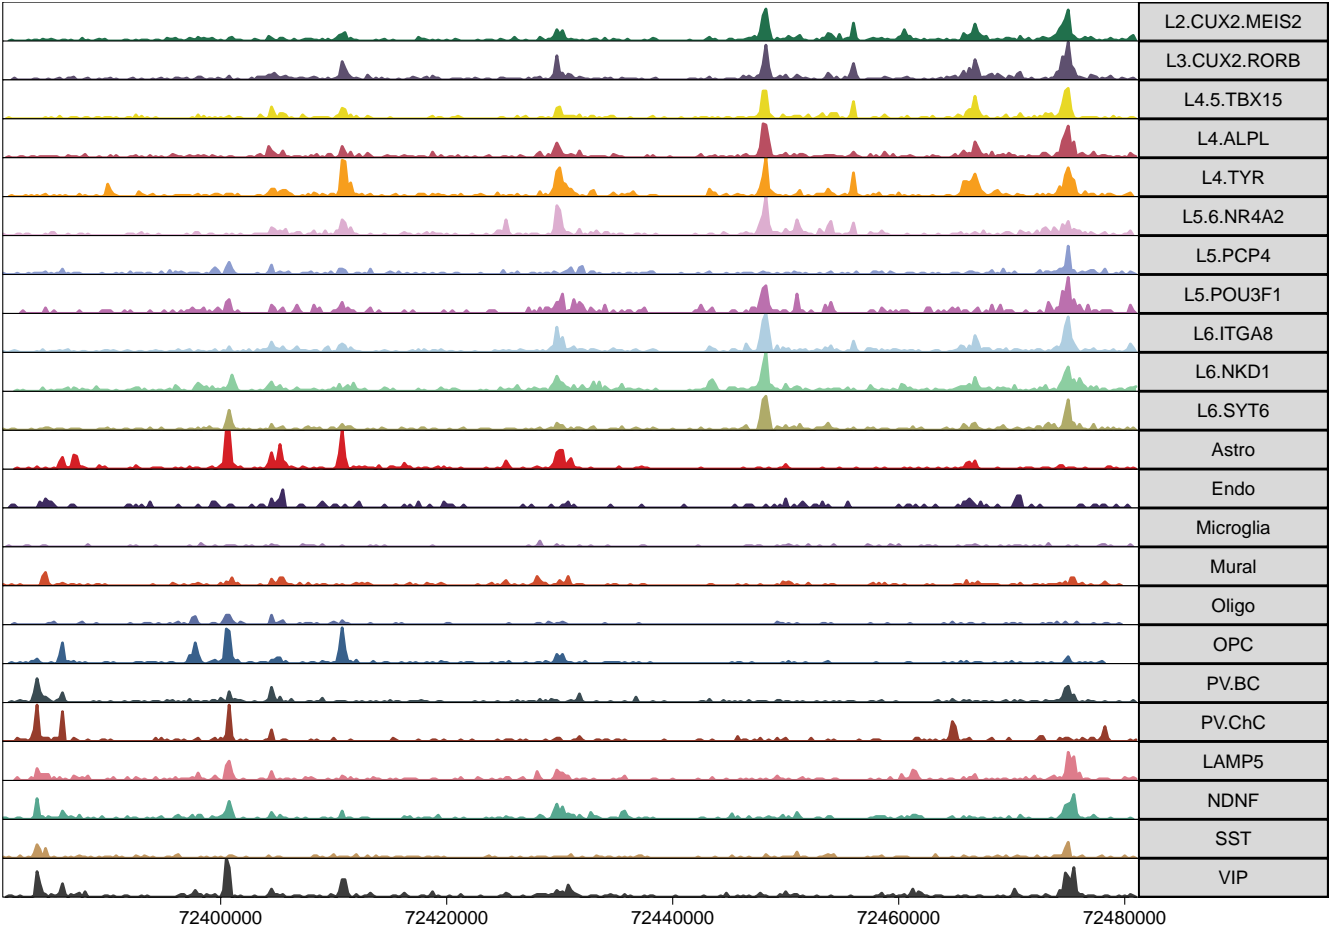 L2.CUX2.MEIS2
L3.CUX2.RORB
L4.5.TBX15
L4.ALPL
L4.TYR
L5.6.NR4A2
L5.PCP4
L5.POU3F1
L6.ITGA8
L6.NKD1
L6.SYT6
Astro
Endo
Microglia
Mural
Oligo
OPC
PV.BC
PV.ChC
LAMP5
NDNF
SST
VIP
72400000 72420000 72440000 72460000 72480000